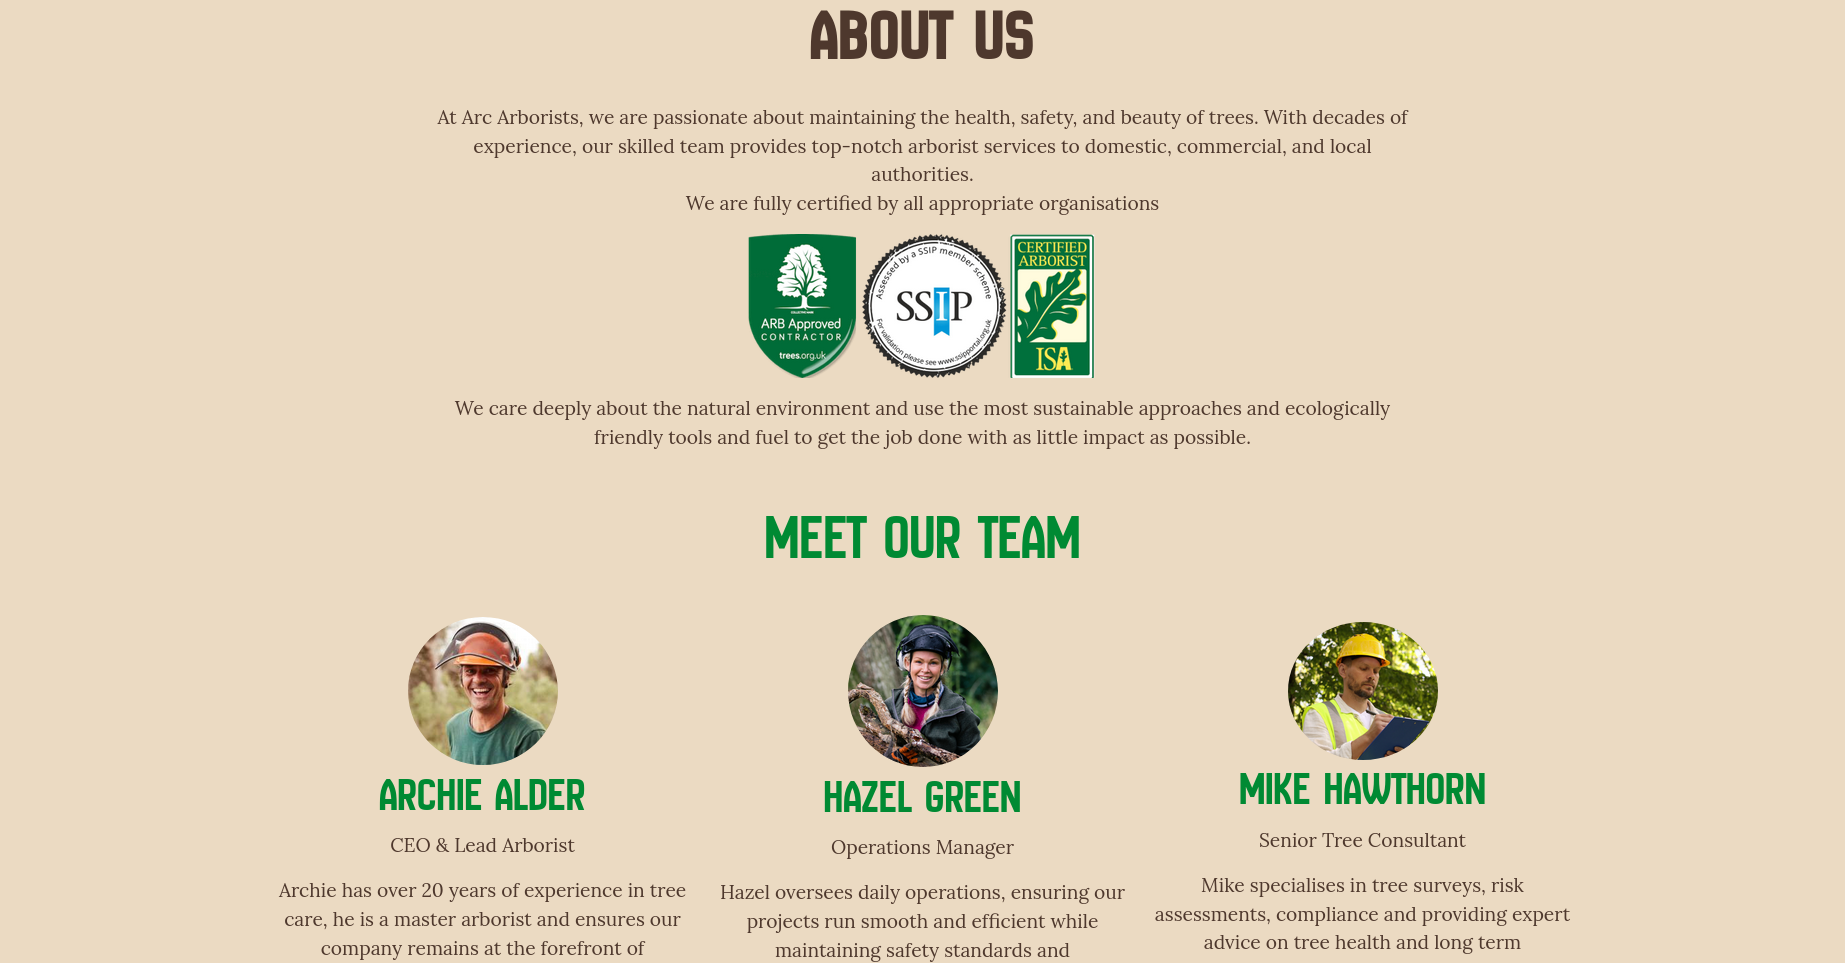 ABOUT US
At Arc Arborists, we are passionate about maintaining the health, safety, and beauty of trees. With decades of
experience, our skilled team provides top-notch arborist services to domestic, commercial, and local
authorities.
We are fully certified by all appropriate organisations
ARB Approved
CONTRACTOR
trees.org.uk
Assessed by a SSIP member scheme
SSIP
For validation please see www.ssipportal.org.uk
CERTIFIED
ARBORIST
ISA
We care deeply about the natural environment and use the most sustainable approaches and ecologically
friendly tools and fuel to get the job done with as little impact as possible.
MEET OUR TEAM
ARCHIE ALDER
CEO & Lead Arborist
Archie has over 20 years of experience in tree
care, he is a master arborist and ensures our
company remains at the forefront of
HAZEL GREEN
Operations Manager
Hazel oversees daily operations, ensuring our
projects run smooth and efficient while
maintaining safety standards and
MIKE HAWTHORN
Senior Tree Consultant
Mike specialises in tree surveys, risk
assessments, compliance and providing expert
advice on tree health and long term